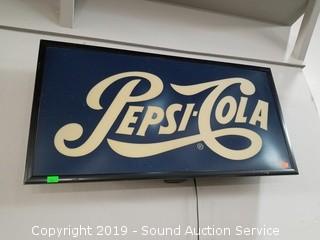 PEPSI·COLA
®
Copyright 2019 - Sound Auction Service